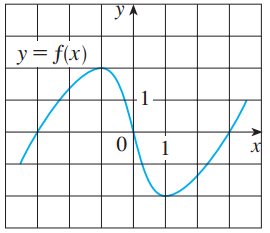 y
y = f(x)
1
0 1 x